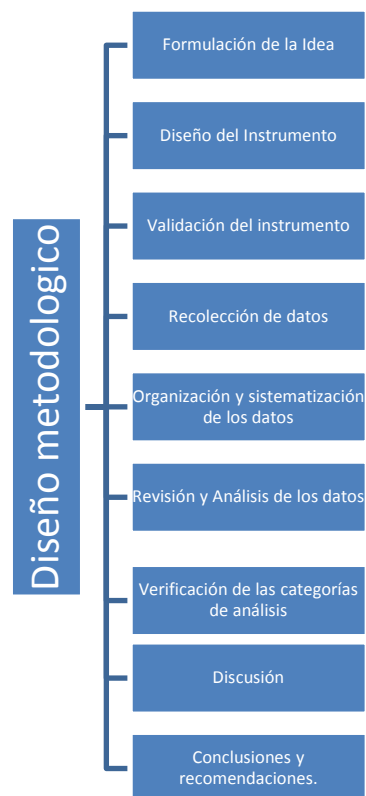 Diseño metodologico
Formulación de la Idea
Diseño del Instrumento
Validación del instrumento
Recolección de datos
Organización y sistematización
de los datos
Revisión y Análisis de los datos
Verificación de las categorías
de análisis
Discusión
Conclusiones y
recomendaciones.